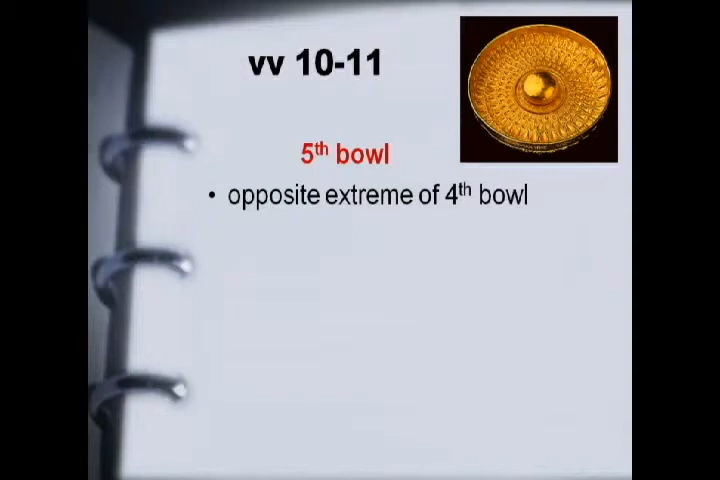 vv 10-11
5th bowl
• opposite extreme of 4th bowl